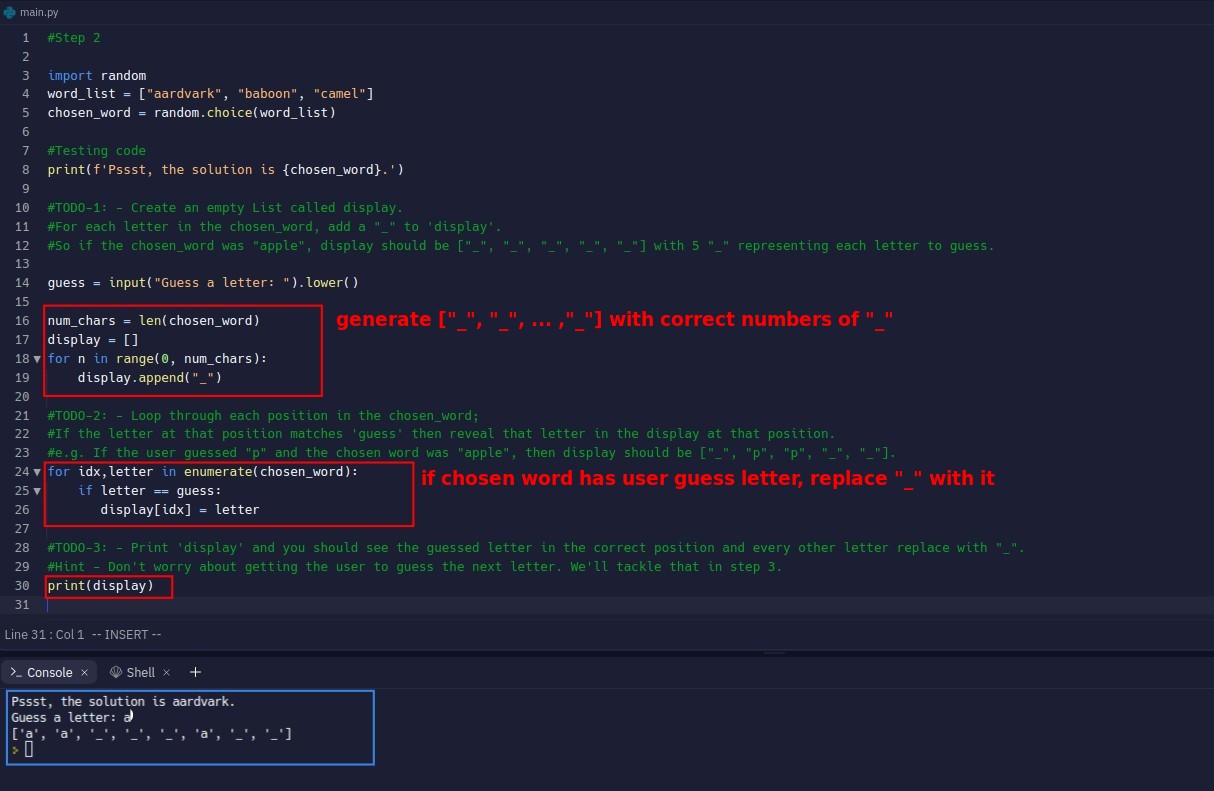 main.py
1 #Step 2
2
3 import random
4 word_list = ["aardvark", "baboon", "camel"]
5 chosen_word = random.choice(word_list)
6
7 #Testing code
8 print(f'Pssst, the solution is {chosen_word}.')
9
10 #TODO-1: - Create an empty List called display.
11 #For each letter in the chosen_word, add a "_" to 'display'.
12 #So if the chosen_word was "apple", display should be ["_", "_", "_", "_", "_"] with 5 "_" representing each letter to guess.
13
14 guess = input("Guess a letter: ").lower()
15
16 num_chars = len(chosen_word) generate ["_", "_", ... ,"_"] with correct numbers of "_"
17 display = []
18 for n in range(0, num_chars):
19     display.append("_")
20
21 #TODO-2: - Loop through each position in the chosen_word;
22 #If the letter at that position matches 'guess' then reveal that letter in the display at that position.
23 #e.g. If the user guessed "p" and the chosen word was "apple", then display should be ["_", "p", "p", "_", "_"].
24 for idx,letter in enumerate(chosen_word): if chosen word has user guess letter, replace "_" with it
25     if letter == guess:
26        display[idx] = letter
27
28 #TODO-3: - Print 'display' and you should see the guessed letter in the correct position and every other letter replace with "_".
29 #Hint - Don't worry about getting the user to guess the next letter. We'll tackle that in step 3.
30 print(display)
31
Line 31 : Col 1 -- INSERT --
>_ Console × Shell × +
Pssst, the solution is aardvark.
Guess a letter: a
['a', 'a', '_', '_', '_', 'a', '_', '_']
>